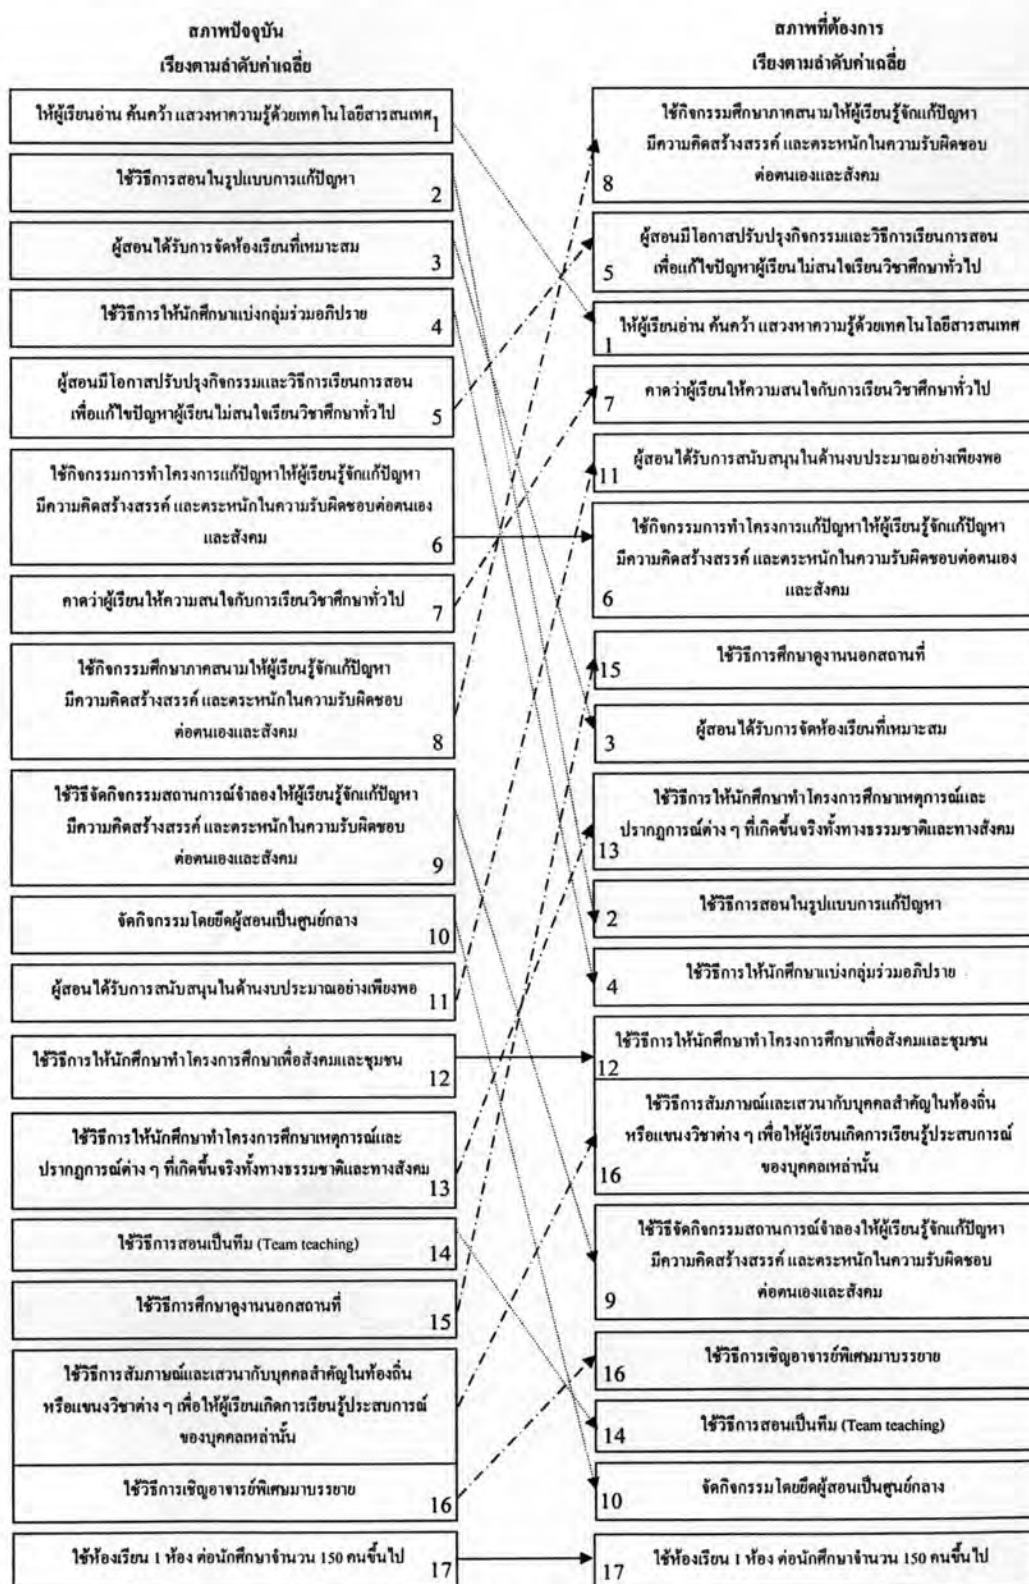 สภาพปัจจุบัน
เรียงตามลำดับค่าเฉลี่ย
ให้ผู้เรียนอ่าน ค้นคว้า แสวงหาความรู้ด้วยเทคโนโลยีสารสนเทศ
1
ใช้วิธีการสอนในรูปแบบการแก้ปัญหา
2
ผู้สอนได้รับการจัดห้องเรียนที่เหมาะสม
3
ใช้วิธีการให้นักศึกษาแบ่งกลุ่มร่วมอภิปราย
4
ผู้สอนมีโอกาสปรับปรุงกิจกรรมและวิธีการเรียนการสอน
เพื่อแก้ไขปัญหาผู้เรียนไม่สนใจเรียนวิชาศึกษาทั่วไป
5
ใช้กิจกรรมการทำโครงการแก้ปัญหาให้ผู้เรียนรู้จักแก้ปัญหา
มีความคิดสร้างสรรค์ และตระหนักในความรับผิดชอบต่อตนเอง
และสังคม
6
คาดว่าผู้เรียนให้ความสนใจกับการเรียนวิชาศึกษาทั่วไป
7
ใช้กิจกรรมศึกษาภาคสนามให้ผู้เรียนรู้จักแก้ปัญหา
มีความคิดสร้างสรรค์ และตระหนักในความรับผิดชอบ
ต่อตนเองและสังคม
8
ใช้วิธีจัดกิจกรรมสถานการณ์จำลองให้ผู้เรียนรู้จักแก้ปัญหา
มีความคิดสร้างสรรค์ และตระหนักในความรับผิดชอบ
ต่อตนเองและสังคม
9
จัดกิจกรรมโดยยึดผู้สอนเป็นศูนย์กลาง
10
ผู้สอนได้รับการสนับสนุนในด้านงบประมาณอย่างเพียงพอ
11
ใช้วิธีการให้นักศึกษาทำโครงการศึกษาเพื่อสังคมและชุมชน
12
ใช้วิธีการให้นักศึกษาทำโครงการศึกษาเหตุการณ์และ
ปรากฏการณ์ต่าง ๆ ที่เกิดขึ้นจริงทั้งทางธรรมชาติและทางสังคม
13
ใช้วิธีการสอนเป็นทีม (Team teaching)
14
ใช้วิธีการศึกษาดูงานนอกสถานที่
15
ใช้วิธีการสัมภาษณ์และเสวนากับบุคคลสำคัญในท้องถิ่น
หรือแขนงวิชาต่าง ๆ เพื่อให้ผู้เรียนเกิดการเรียนรู้ประสบการณ์
ของบุคคลเหล่านั้น
ใช้วิธีการเชิญอาจารย์พิเศษมาบรรยาย
16
ใช้ห้องเรียน 1 ห้อง ต่อนักศึกษาจำนวน 150 คนขึ้นไป
17
สภาพที่ต้องการ
เรียงตามลำดับค่าเฉลี่ย
ใช้กิจกรรมศึกษาภาคสนามให้ผู้เรียนรู้จักแก้ปัญหา
มีความคิดสร้างสรรค์ และตระหนักในความรับผิดชอบ
ต่อตนเองและสังคม
8
ผู้สอนมีโอกาสปรับปรุงกิจกรรมและวิธีการเรียนการสอน
เพื่อแก้ไขปัญหาผู้เรียนไม่สนใจเรียนวิชาศึกษาทั่วไป
5
ให้ผู้เรียนอ่าน ค้นคว้า แสวงหาความรู้ด้วยเทคโนโลยีสารสนเทศ
1
คาดว่าผู้เรียนให้ความสนใจกับการเรียนวิชาศึกษาทั่วไป
7
ผู้สอนได้รับการสนับสนุนในด้านงบประมาณอย่างเพียงพอ
11
ใช้กิจกรรมการทำโครงการแก้ปัญหาให้ผู้เรียนรู้จักแก้ปัญหา
มีความคิดสร้างสรรค์ และตระหนักในความรับผิดชอบต่อตนเอง
และสังคม
6
ใช้วิธีการศึกษาดูงานนอกสถานที่
15
ผู้สอนได้รับการจัดห้องเรียนที่เหมาะสม
3
ใช้วิธีการให้นักศึกษาทำโครงการศึกษาเหตุการณ์และ
ปรากฏการณ์ต่าง ๆ ที่เกิดขึ้นจริงทั้งทางธรรมชาติและทางสังคม
13
ใช้วิธีการสอนในรูปแบบการแก้ปัญหา
2
ใช้วิธีการให้นักศึกษาแบ่งกลุ่มร่วมอภิปราย
4
ใช้วิธีการให้นักศึกษาทำโครงการศึกษาเพื่อสังคมและชุมชน
12
ใช้วิธีการสัมภาษณ์และเสวนากับบุคคลสำคัญในท้องถิ่น
หรือแขนงวิชาต่าง ๆ เพื่อให้ผู้เรียนเกิดการเรียนรู้ประสบการณ์
ของบุคคลเหล่านั้น
16
ใช้วิธีจัดกิจกรรมสถานการณ์จำลองให้ผู้เรียนรู้จักแก้ปัญหา
มีความคิดสร้างสรรค์ และตระหนักในความรับผิดชอบ
ต่อตนเองและสังคม
9
ใช้วิธีการเชิญอาจารย์พิเศษมาบรรยาย
16
ใช้วิธีการสอนเป็นทีม (Team teaching)
14
จัดกิจกรรมโดยยึดผู้สอนเป็นศูนย์กลาง
10
ใช้ห้องเรียน 1 ห้อง ต่อนักศึกษาจำนวน 150 คนขึ้นไป
17